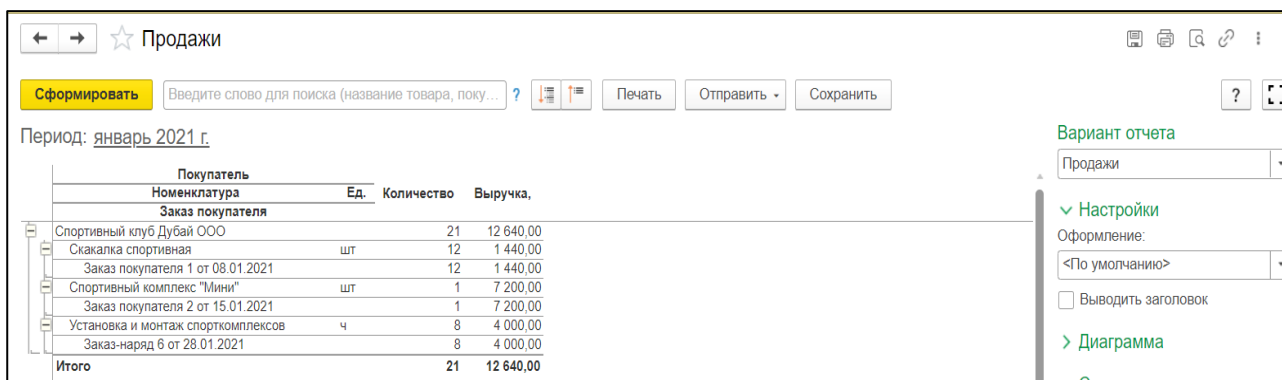 Продажи
Сформировать Введите слово для поиска (название товара, поку... ? Печать Отправить Сохранить ?
Период: январь 2021 г.
Вариант отчета
Продажи
Покупатель
Номенклатура Ед. Количество Выручка,
Заказ покупателя
Настройки
Оформление:
<По умолчанию>
Выводить заголовок
Диаграмма
Спортивный клуб Дубай ООО 21 12 640,00
Скакалка спортивная шт 12 1 440,00
Заказ покупателя 1 от 08.01.2021 12 1 440,00
Спортивный комплекс "Мини" шт 1 7 200,00
Заказ покупателя 2 от 15.01.2021 1 7 200,00
Установка и монтаж спорткомплексов ч 8 4 000,00
Заказ-наряд 6 от 28.01.2021 8 4 000,00
Итого 21 12 640,00